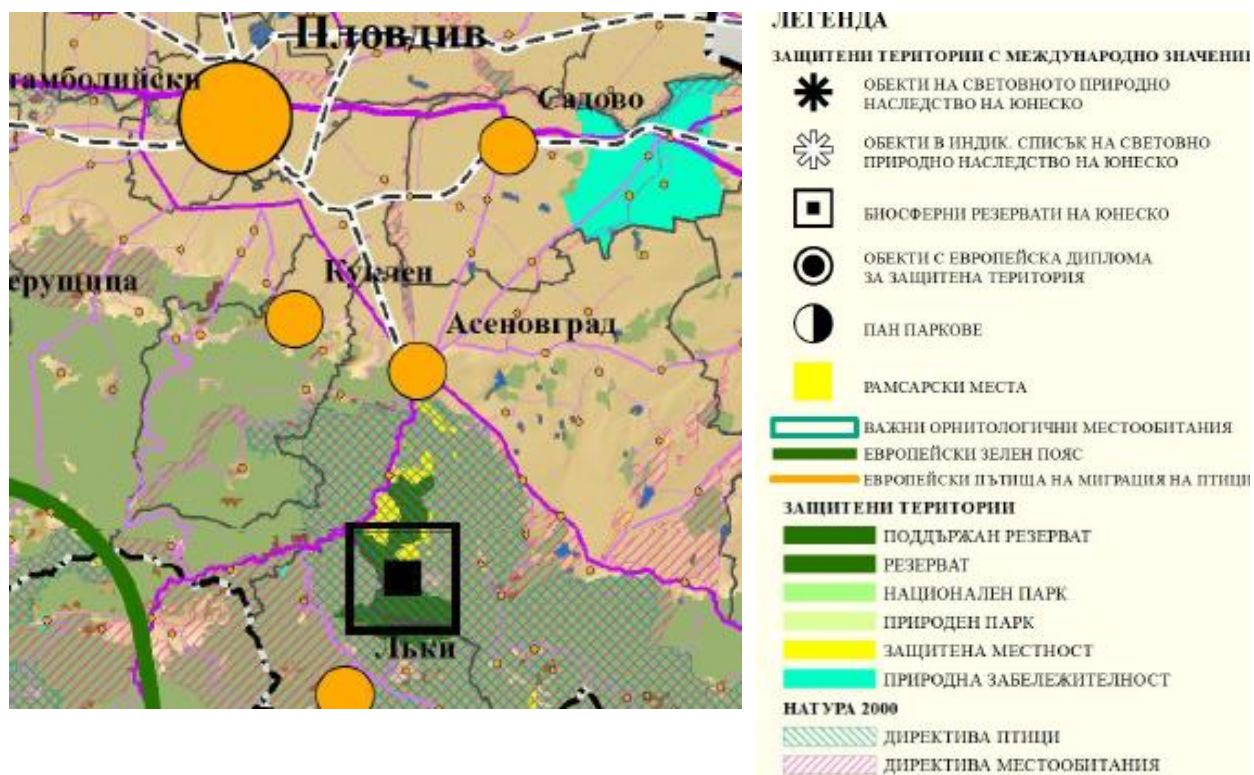 Пловдив
тамболийски
Садово
Куклен
ерущица
Асеновград
Лъки
ЛЕГЕНДА
ЗАЩИТЕНИ ТЕРИТОРИИ С МЕЖДУНАРОДНО ЗНАЧЕНИЕ
ОБЕКТИ НА СВЕТОВНОТО ПРИРОДНО
НАСЛЕДСТВО НА ЮНЕСКО
ОБЕКТИ В ИНДИК. СПИСЪК НА СВЕТОВНО
ПРИРОДНО НАСЛЕДСТВО НА ЮНЕСКО
БИОСФЕРНИ РЕЗЕРВАТИ НА ЮНЕСКО
ОБЕКТИ С ЕВРОПЕЙСКА ДИПЛОМА
ЗА ЗАЩИТЕНА ТЕРИТОРИЯ
ПАН ПАРКОВЕ
РАМСАРСКИ МЕСТА
ВАЖНИ ОРНИТОЛОГИЧНИ МЕСТООБИТАНИЯ
ЕВРОПЕЙСКИ ЗЕЛЕН ПОЯС
ЕВРОПЕЙСКИ ПЪТИЩА НА МИГРАЦИЯ НА ПТИЦИ
ЗАЩИТЕНИ ТЕРИТОРИИ
ПОДДЪРЖАН РЕЗЕРВАТ
РЕЗЕРВАТ
НАЦИОНАЛЕН ПАРК
ПРИРОДЕН ПАРК
ЗАЩИТЕНА МЕСТНОСТ
ПРИРОДНА ЗАБЕЛЕЖИТЕЛНОСТ
НАТУРА 2000
ДИРЕКТИВА ПТИЦИ
ДИРЕКТИВА МЕСТООБИТАНИЯ